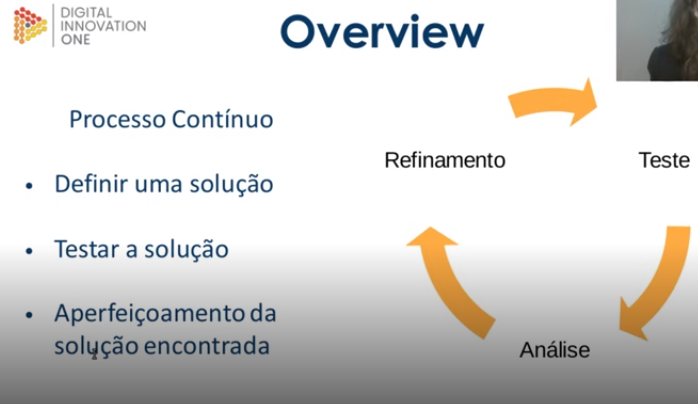 DIGITAL
INNOVATION
ONE
Overview
Processo Contínuo
• Definir uma solução
• Testar a solução
• Aperfeiçoamento da
solução encontrada
Refinamento
Teste
Análise